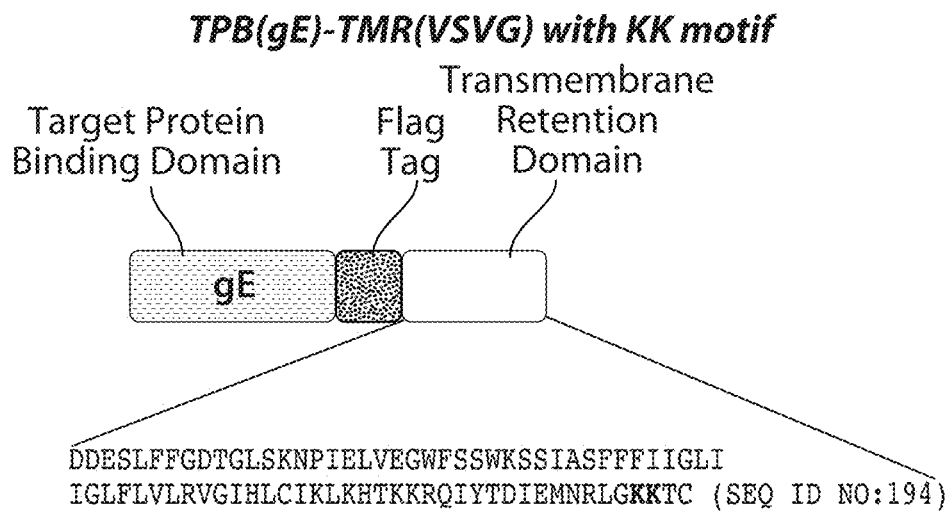 TPB(gE)-TMR(VSVG) with KK motif
Target Protein
Binding Domain
Flag
Tag
Transmembrane
Retention
Domain
gE
DDESLFFGDTGLSKNPIELVEGWFSSWKSSIASFFFIIGLI
IGLFLVLRVGIHLCIKLKHTKKRQIYTDIEMNRLGKKTC (SEQ ID NO:194)